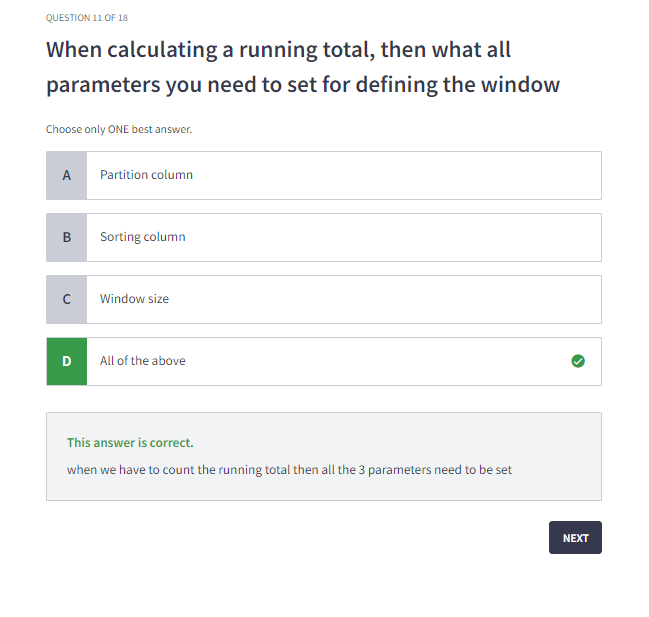 QUESTION 11 OF 18
When calculating a running total, then what all
parameters you need to set for defining the window
Choose only ONE best answer.
A Partition column
B Sorting column
C Window size
D All of the above
This answer is correct.
when we have to count the running total then all the 3 parameters need to be set
NEXT